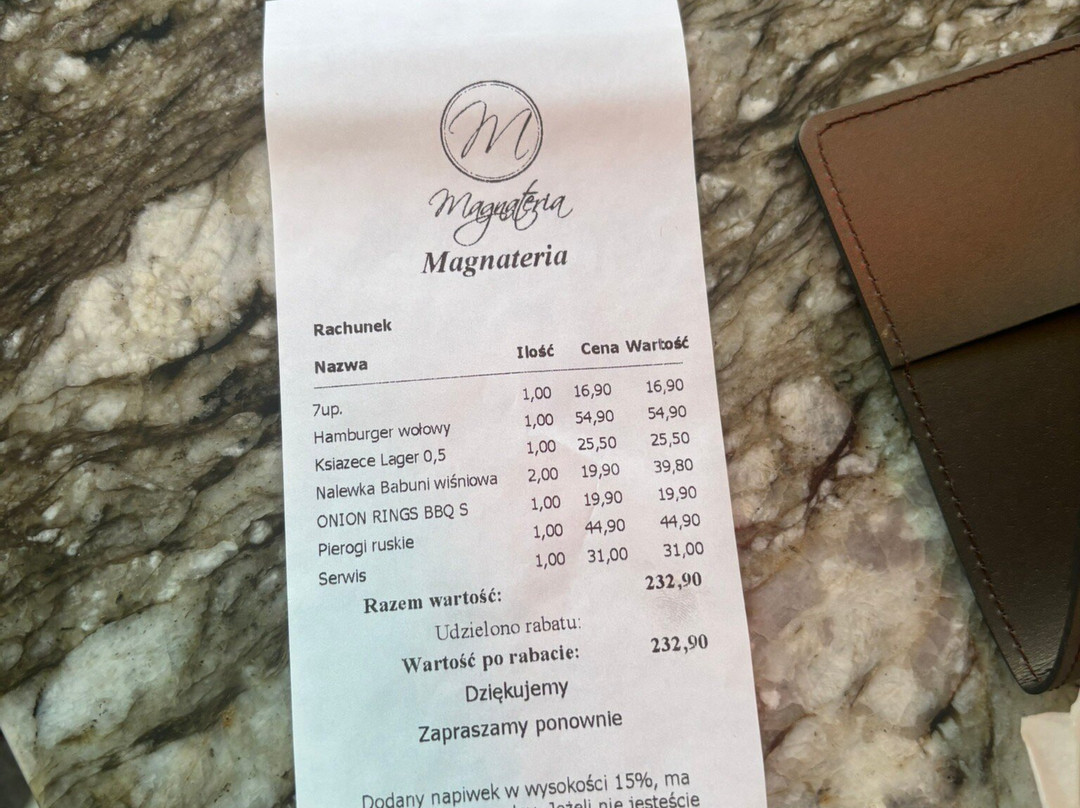 M
Magnateria
Magnateria
Rachunek
Nazwa Ilość Cena Wartość
7up. 1,00 16,90 16,90
Hamburger wołowy 1,00 54,90 54,90
Ksiazece Lager 0,5 1,00 25,50 25,50
Nalewka Babuni wiśniowa 2,00 19,90 39,80
ONION RINGS BBQ S 1,00 19,90 19,90
Pierogi ruskie 1,00 44,90 44,90
Serwis 1,00 31,00 31,00
Razem wartość: 232,90
Udzielono rabatu:
Wartość po rabacie: 232,90
Dziękujemy
Zapraszamy ponownie
Dodany napiwek w wysokości 15%, ma
Jeżeli nie jesteście